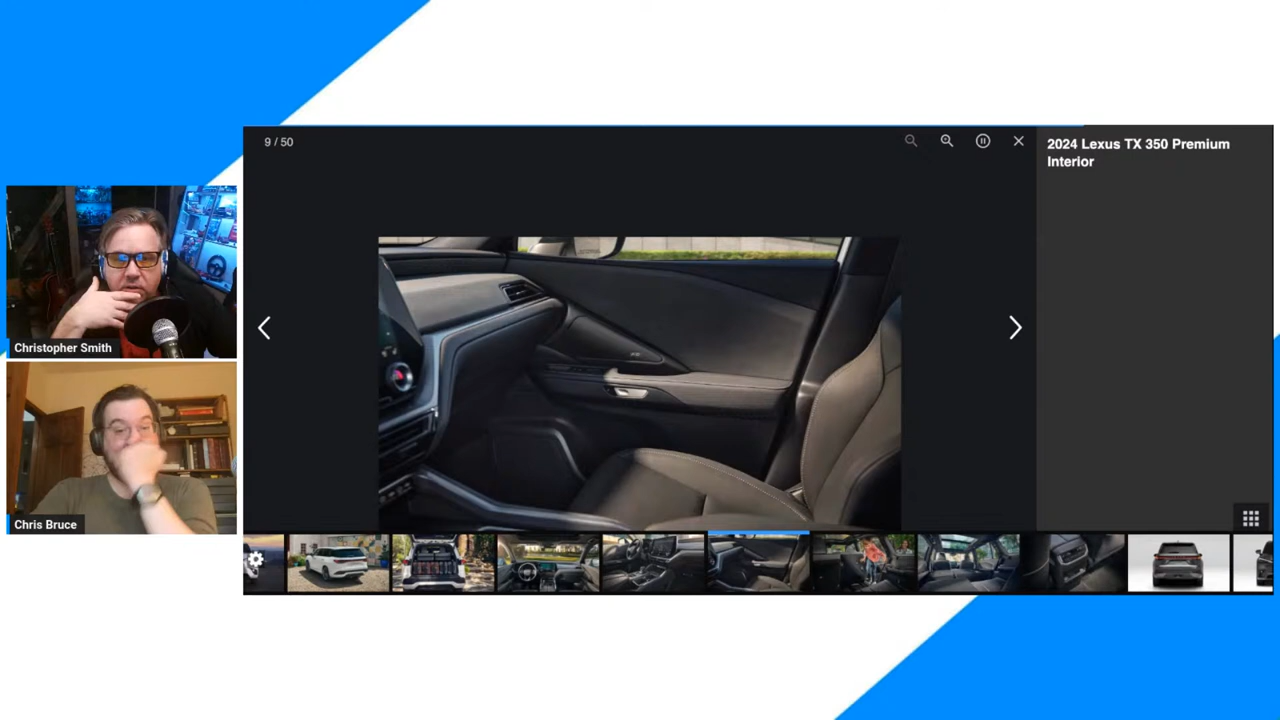 9 / 50
2024 Lexus TX 350 Premium
Interior
Christopher Smith
Chris Bruce